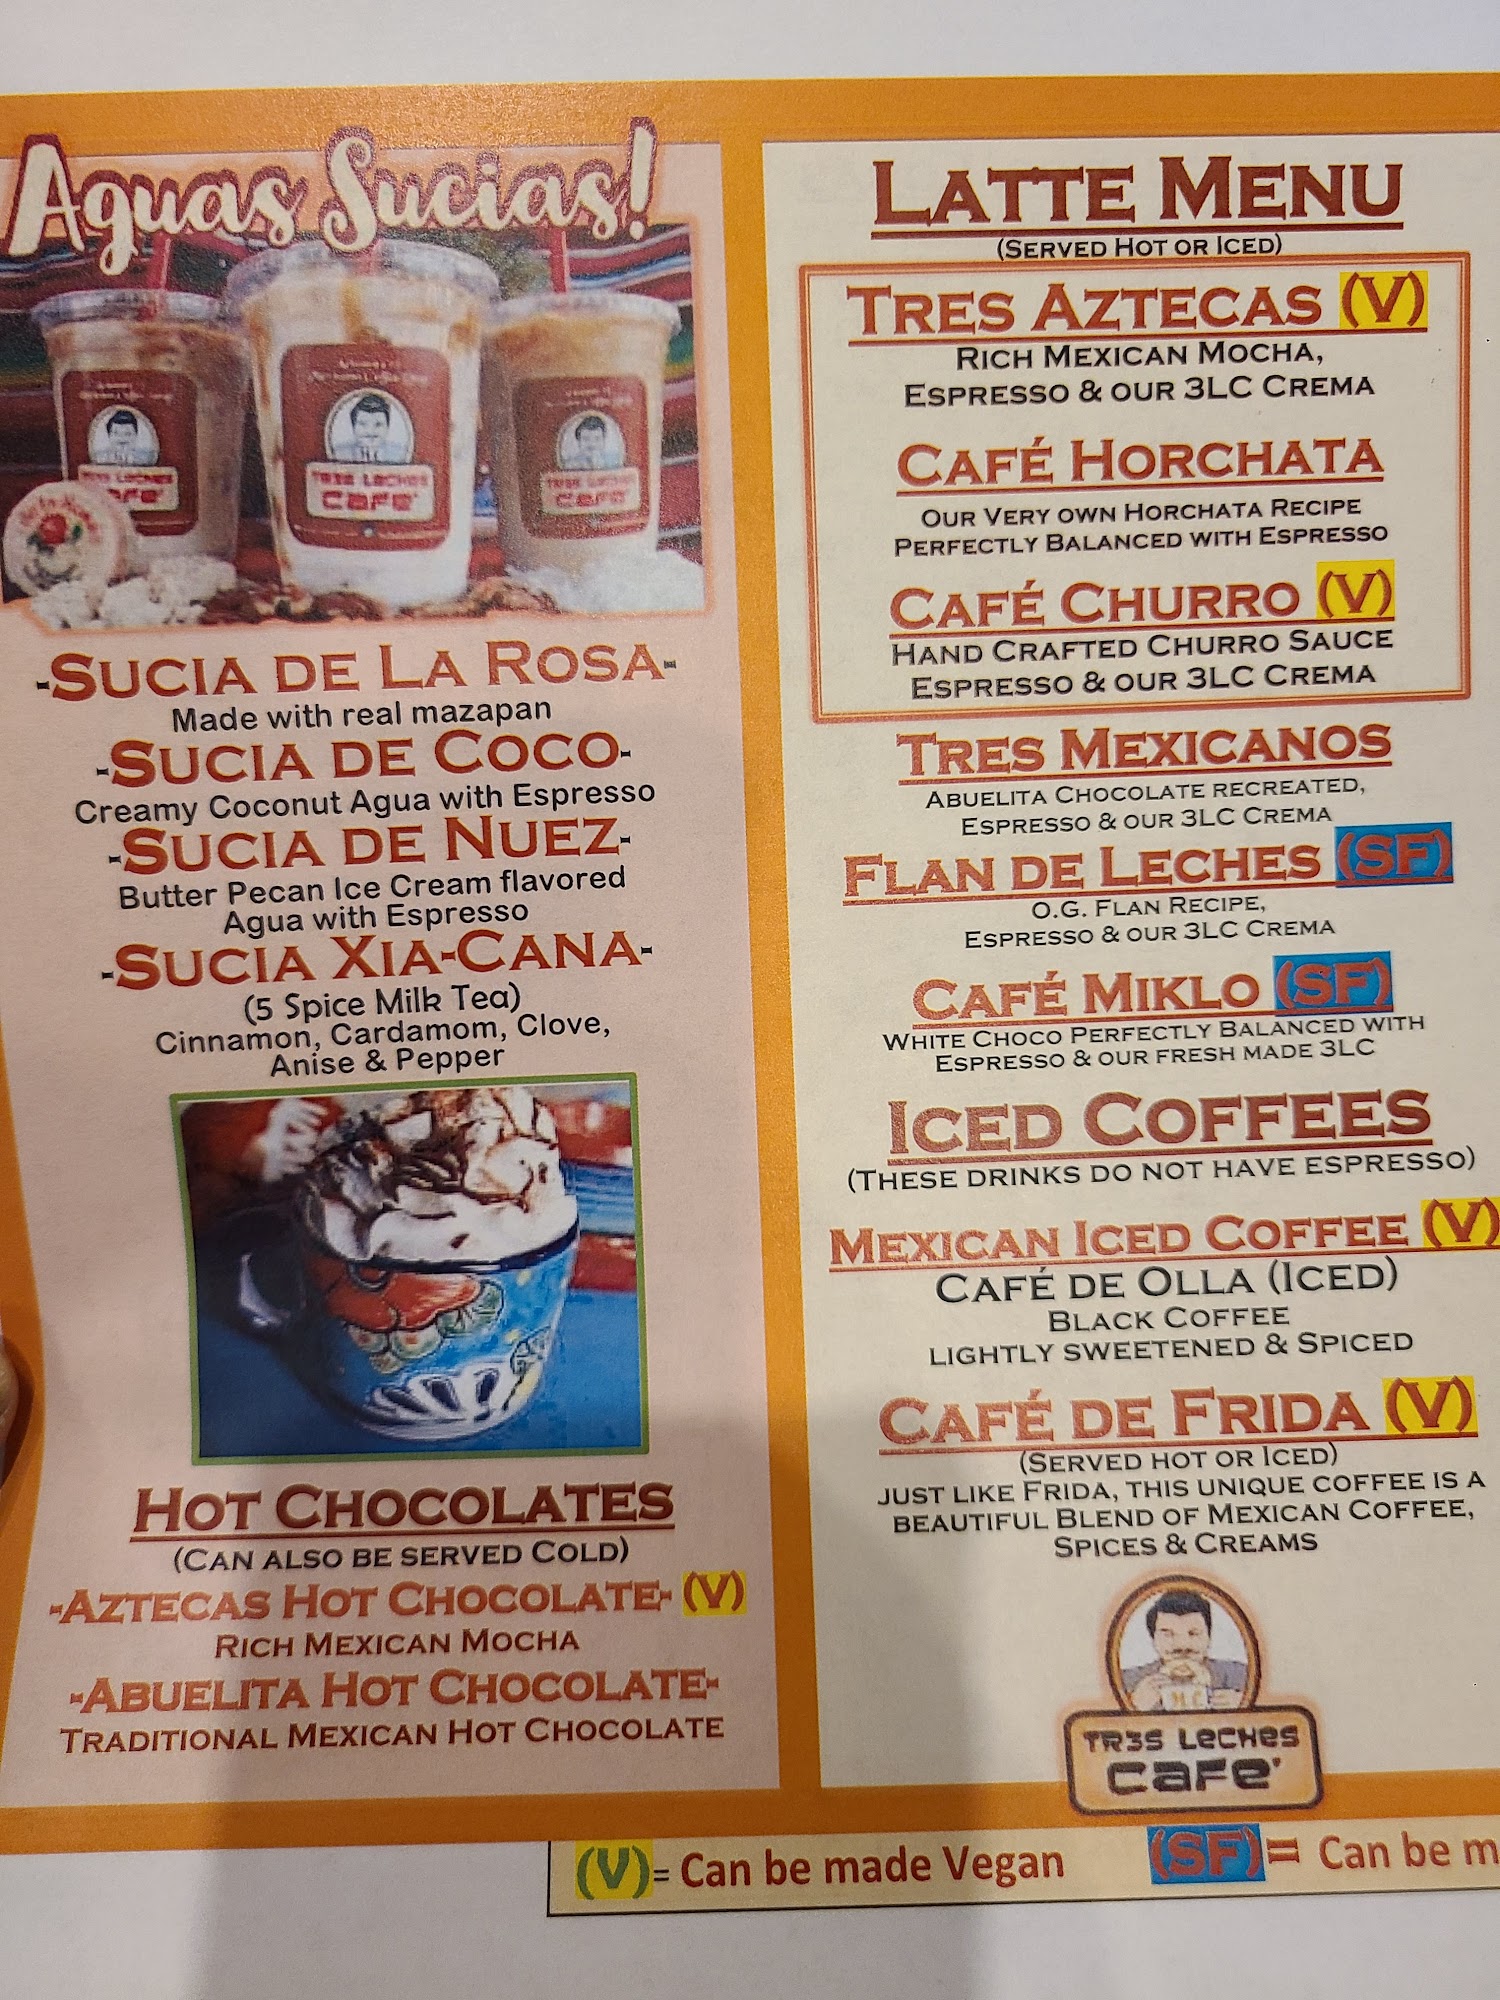 Aguas Sucias!
TR3S LECHES
CAFE'
TR3S LECHES
CAFE'
TR3S LECHES
CAFE'
-SUCIA DE LA ROSA-
Made with real mazapan
-SUCIA DE COCO-
Creamy Coconut Agua with Espresso
-SUCIA DE NUEZ-
Butter Pecan Ice Cream flavored
Agua with Espresso
-SUCIA XIA-CANA-
(5 Spice Milk Tea)
Cinnamon, Cardamom, Clove,
Anise & Pepper
HOT CHOCOLATES
(CAN ALSO BE SERVED COLD)
-AZTECAS HOT CHOCOLATE- (V)
RICH MEXICAN MOCHA
-ABUELITA HOT CHOCOLATE-
TRADITIONAL MEXICAN HOT CHOCOLATE
LATTE MENU
(SERVED HOT OR ICED)
TRES AZTECAS (V)
RICH MEXICAN MOCHA,
ESPRESSO & OUR 3LC CREMA
CAFÉ HORCHATA
OUR VERY OWN HORCHATA RECIPE
PERFECTLY BALANCED WITH ESPRESSO
CAFÉ CHURRO (V)
HAND CRAFTED CHURRO SAUCE
ESPRESSO & OUR 3LC CREMA
TRES MEXICANOS
ABUELITA CHOCOLATE RECREATED,
ESPRESSO & OUR 3LC CREMA
FLAN DE LECHES (SF)
O.G. FLAN RECIPE,
ESPRESSO & OUR 3LC CREMA
CAFÉ MIKLO (SF)
WHITE CHOCO PERFECTLY BALANCED WITH
ESPRESSO & OUR FRESH MADE 3LC
ICED COFFEES
(THESE DRINKS DO NOT HAVE ESPRESSO)
MEXICAN ICED COFFEE (V)
CAFÉ DE OLLA (ICED)
BLACK COFFEE
LIGHTLY SWEETENED & SPICED
CAFÉ DE FRIDA (V)
(SERVED HOT OR ICED)
JUST LIKE FRIDA, THIS UNIQUE COFFEE IS A
BEAUTIFUL BLEND OF MEXICAN COFFEE,
SPICES & CREAMS
TR3S LECHES
CAFE'
(V) = Can be made Vegan (SF) = Can be m